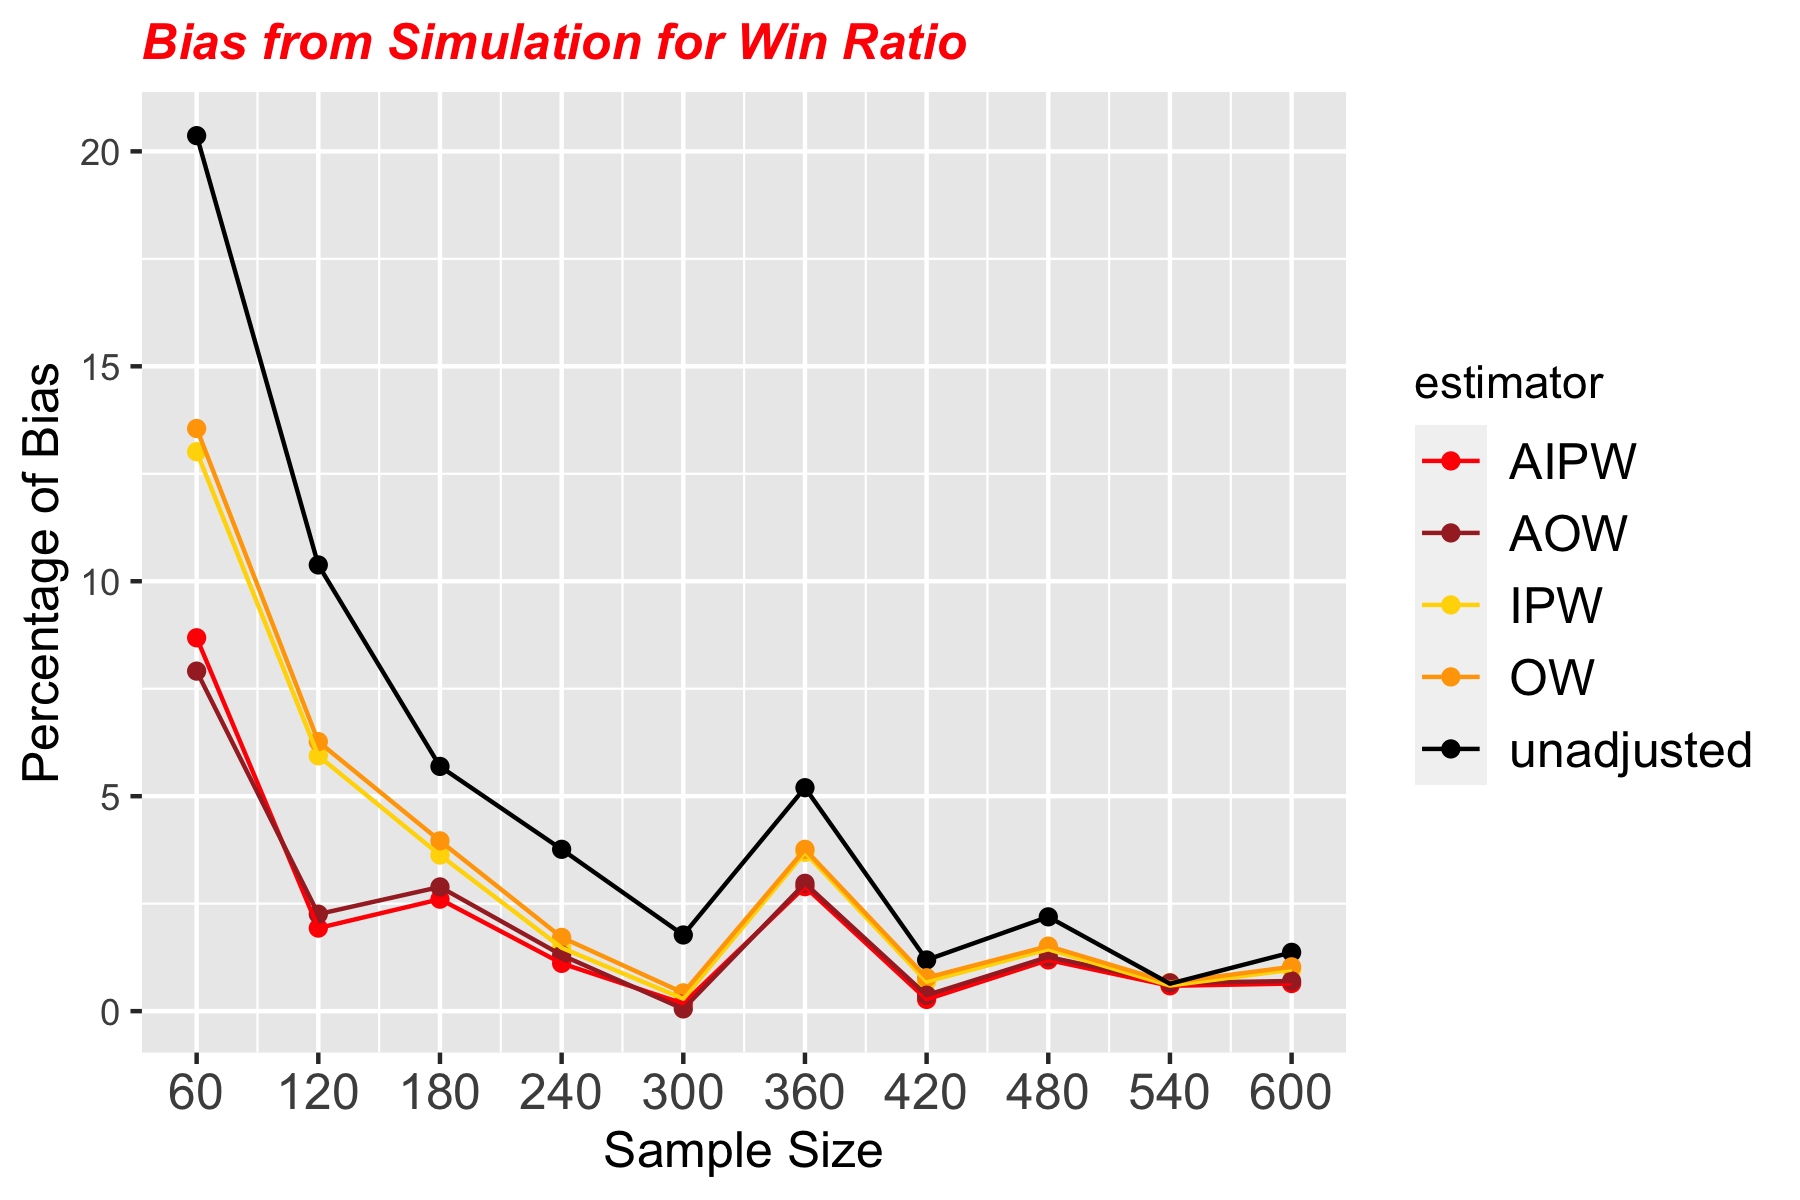 Bias from Simulation for Win Ratio
Percentage of Bias
20
15
10
5
0
60 120 180 240 300 360 420 480 540 600
Sample Size
estimator
AIPW
AOW
IPW
OW
unadjusted